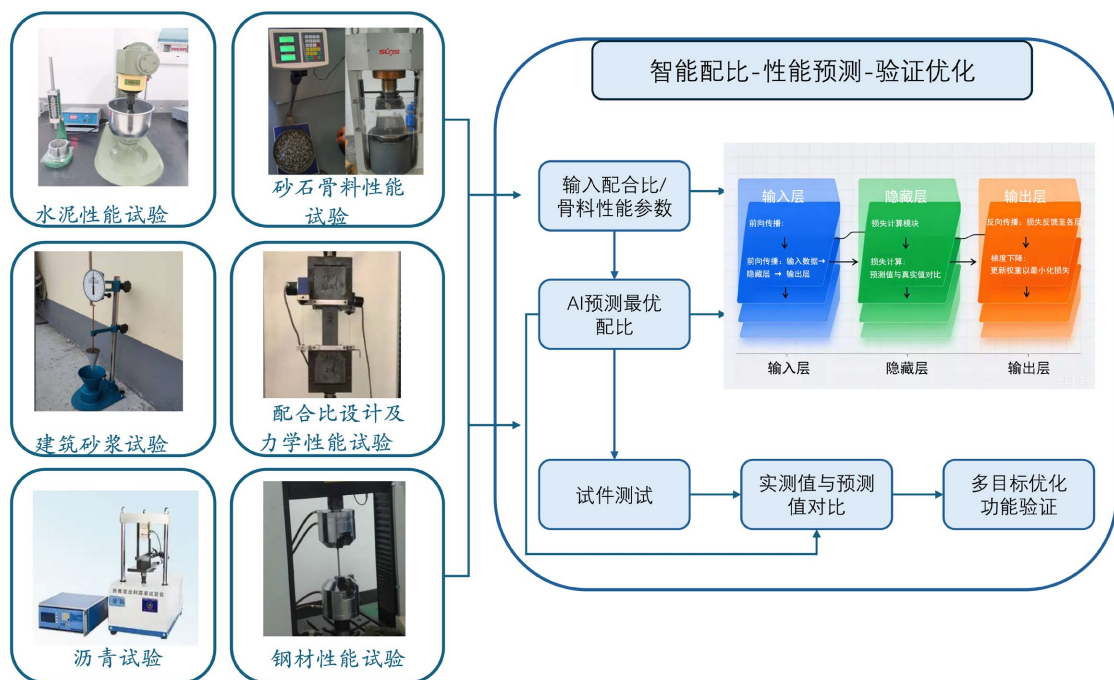 水泥性能试验
砂石骨料性能
试验
建筑砂浆试验
配合比设计及
力学性能试验
沥青试验
钢材性能试验
智能配比-性能预测-验证优化
输入配合比/
骨料性能参数
AI预测最优
配比
试件测试
实测值与预测
值对比
多目标优化
功能验证
输入层
前向传播:
前向传播: 输入数据→
隐藏层 → 输出层
隐藏层
损失计算模块
损失计算:
预测值与真实值对比
输出层
反向传播: 损失反馈至各层
梯度下降:
更新权重以最小化损失
输入层
隐藏层
输出层